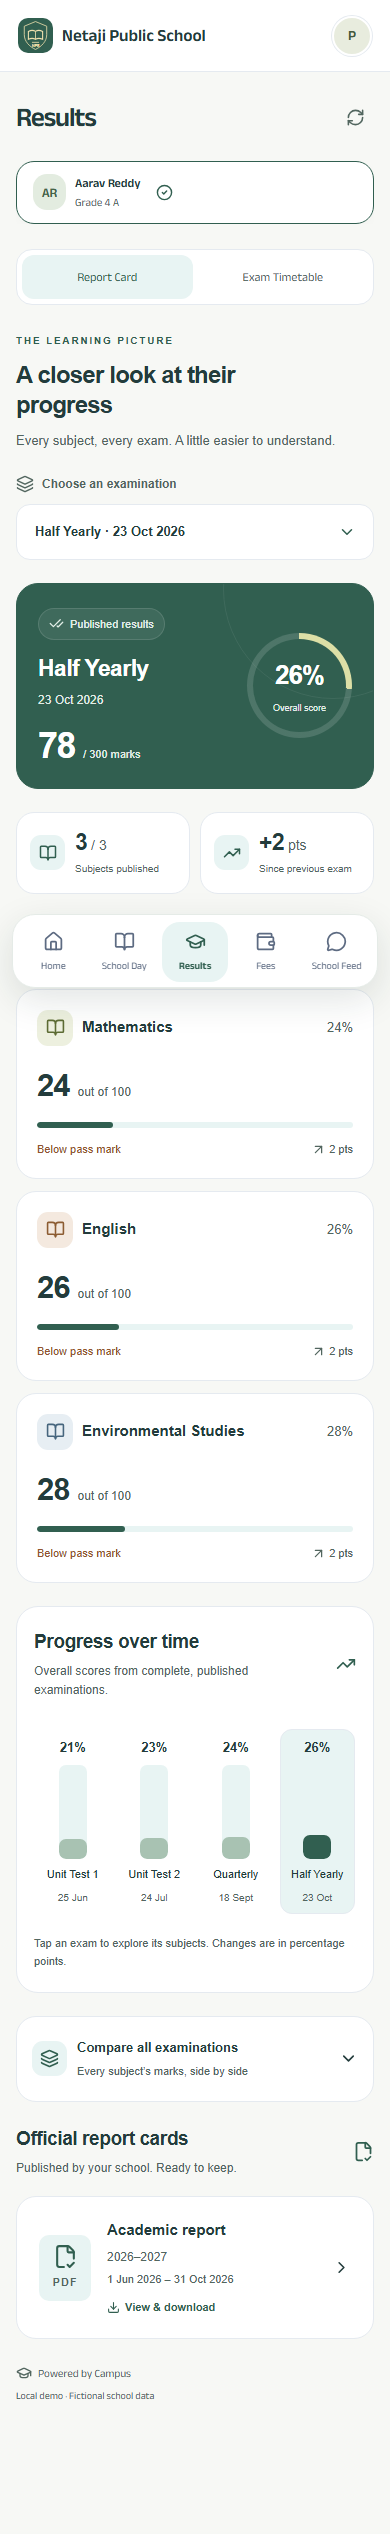 Netaji Public School
P
Results
AR
Aarav Reddy
Grade 4 A
Report Card
Exam Timetable
THE LEARNING PICTURE
A closer look at their
progress
Every subject, every exam. A little easier to understand.
Choose an examination
Half Yearly · 23 Oct 2026
Published results
Half Yearly
23 Oct 2026
78 / 300 marks
26%
Overall score
3 / 3
Subjects published
+2 pts
Since previous exam
Home
School Day
Results
Fees
School Feed
Mathematics
24%
24 out of 100
Below pass mark
2 pts
English
26%
26 out of 100
Below pass mark
2 pts
Environmental Studies
28%
28 out of 100
Below pass mark
2 pts
Progress over time
Overall scores from complete, published
examinations.
21%
23%
24%
26%
Unit Test 1
Unit Test 2
Quarterly
Half Yearly
25 Jun
24 Jul
18 Sept
23 Oct
Tap an exam to explore its subjects. Changes are in percentage
points.
Compare all examinations
Every subject's marks, side by side
Official report cards
Published by your school. Ready to keep.
PDF
Academic report
2026–2027
1 Jun 2026 – 31 Oct 2026
View & download
Powered by Campus
Local demo · Fictional school data